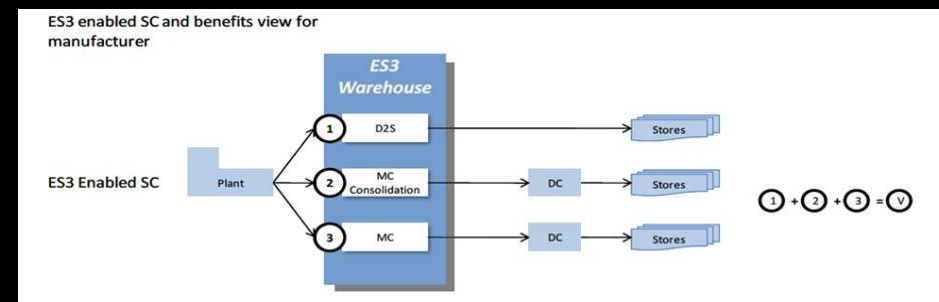 ES3 enabled SC and benefits view for
manufacturer
ES3
Warehouse
1
D2S
Stores
ES3 Enabled SC
Plant
2
MC
Consolidation
DC
Stores
1 + 2 + 3 = V
3
MC
DC
Stores